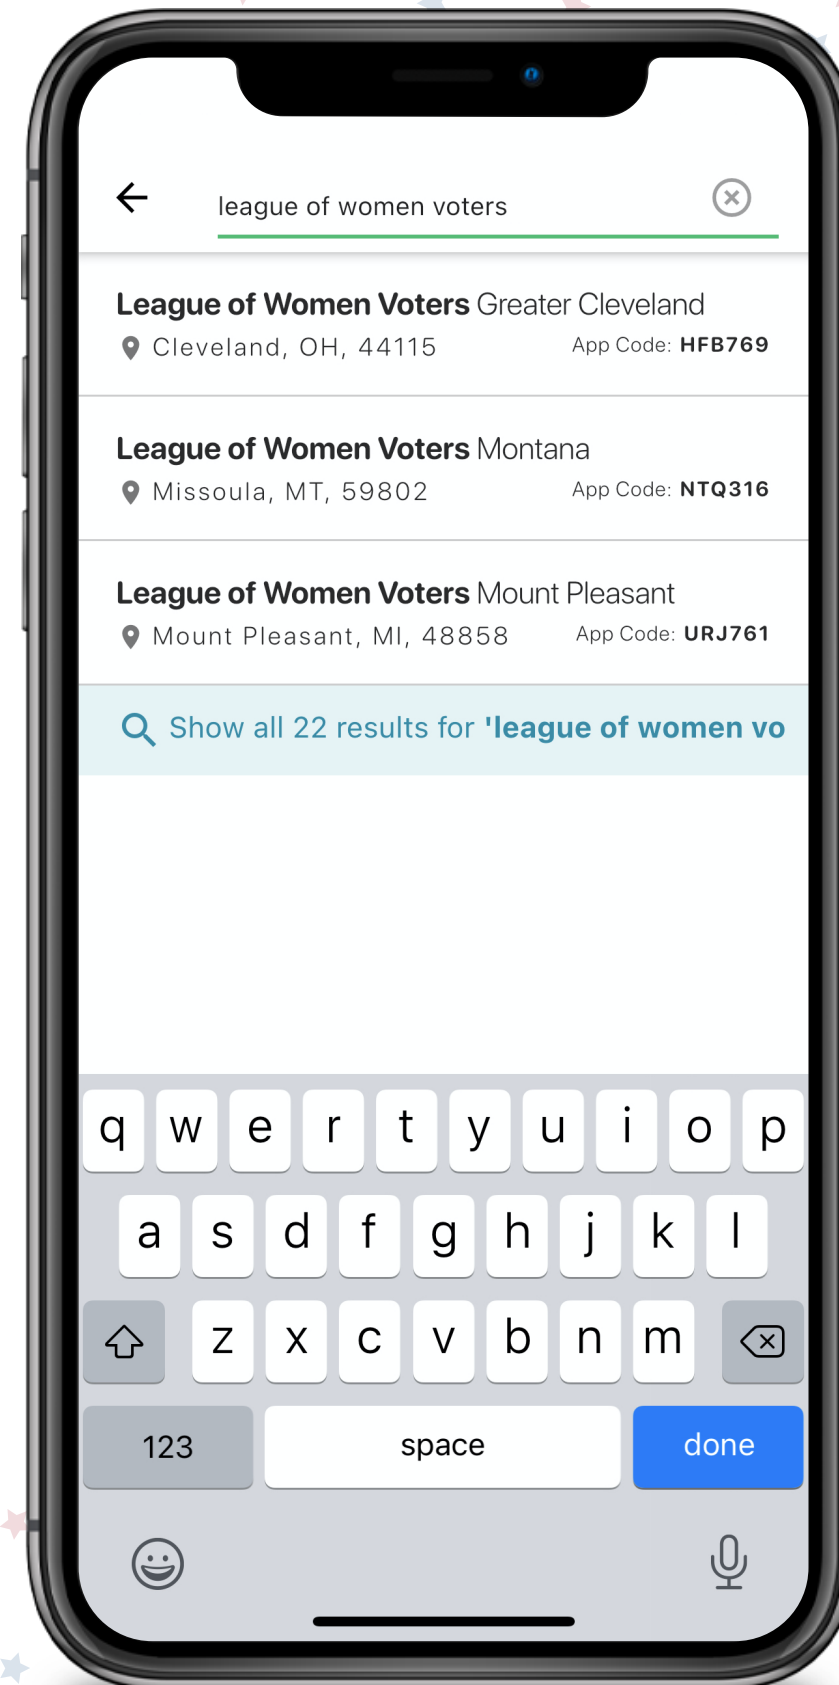 league of women voters
League of Women Voters Greater Cleveland
Cleveland, OH, 44115 App Code: HFB769
League of Women Voters Montana
Missoula, MT, 59802 App Code: NTQ316
League of Women Voters Mount Pleasant
Mount Pleasant, MI, 48858 App Code: URJ761
Show all 22 results for 'league of women vo
q w e r t y u i o p
a s d f g h j k l
z x c v b n m
123 space done